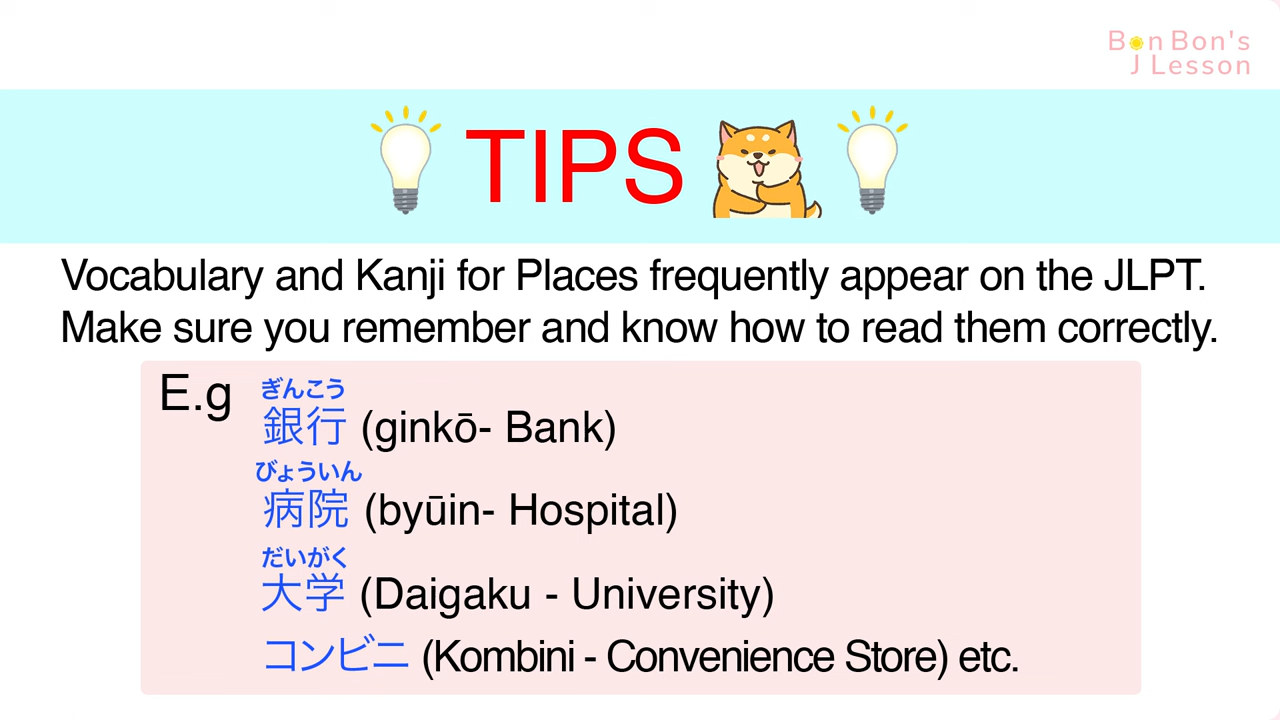 Bon Bon's
J Lesson
TIPS
Vocabulary and Kanji for Places frequently appear on the JLPT.
Make sure you remember and know how to read them correctly.
E.g
ぎんこう
銀行 (ginkō- Bank)
びょういん
病院 (byūin- Hospital)
だいがく
大学 (Daigaku - University)
コンビニ (Kombini - Convenience Store) etc.